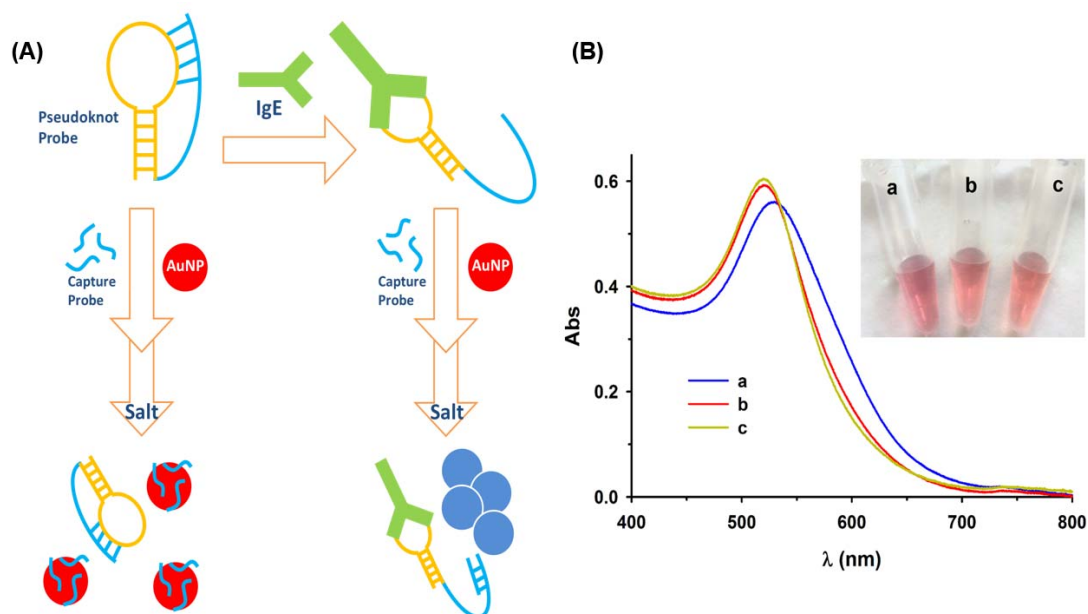 (A)
Pseudoknot
Probe
IgE
Capture
Probe
AuNP
Salt
Capture
Probe
AuNP
Salt
(B)
Abs
0.6
0.4
0.2
0.0
400
500
600
700
800
λ (nm)
a
b
c
a
b
c